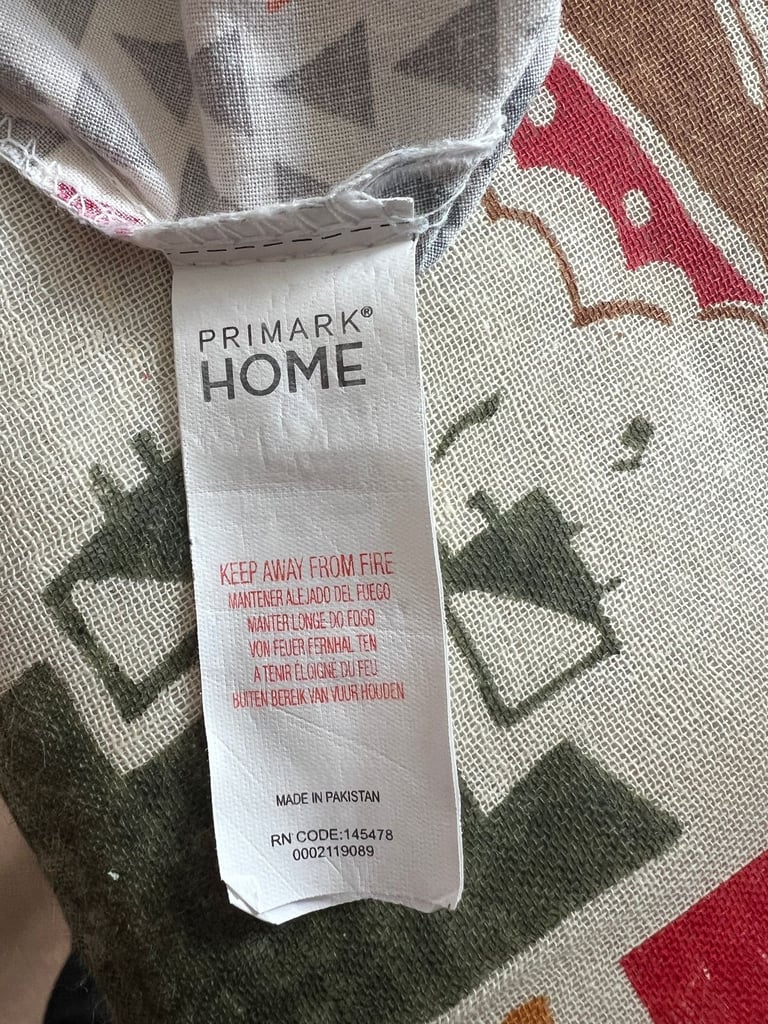 PRIMARK®
HOME
KEEP AWAY FROM FIRE
MANTENER ALEJADO DEL FUEGO
MANTER LONGE DO FOGO
VON FEUER FERNHAL TEN
A TENIR ÉLOIGNE DU FEU
BUITEN BEREIK VAN VUUR HOUDEN
MADE IN PAKISTAN
RN CODE:145478
0002119089